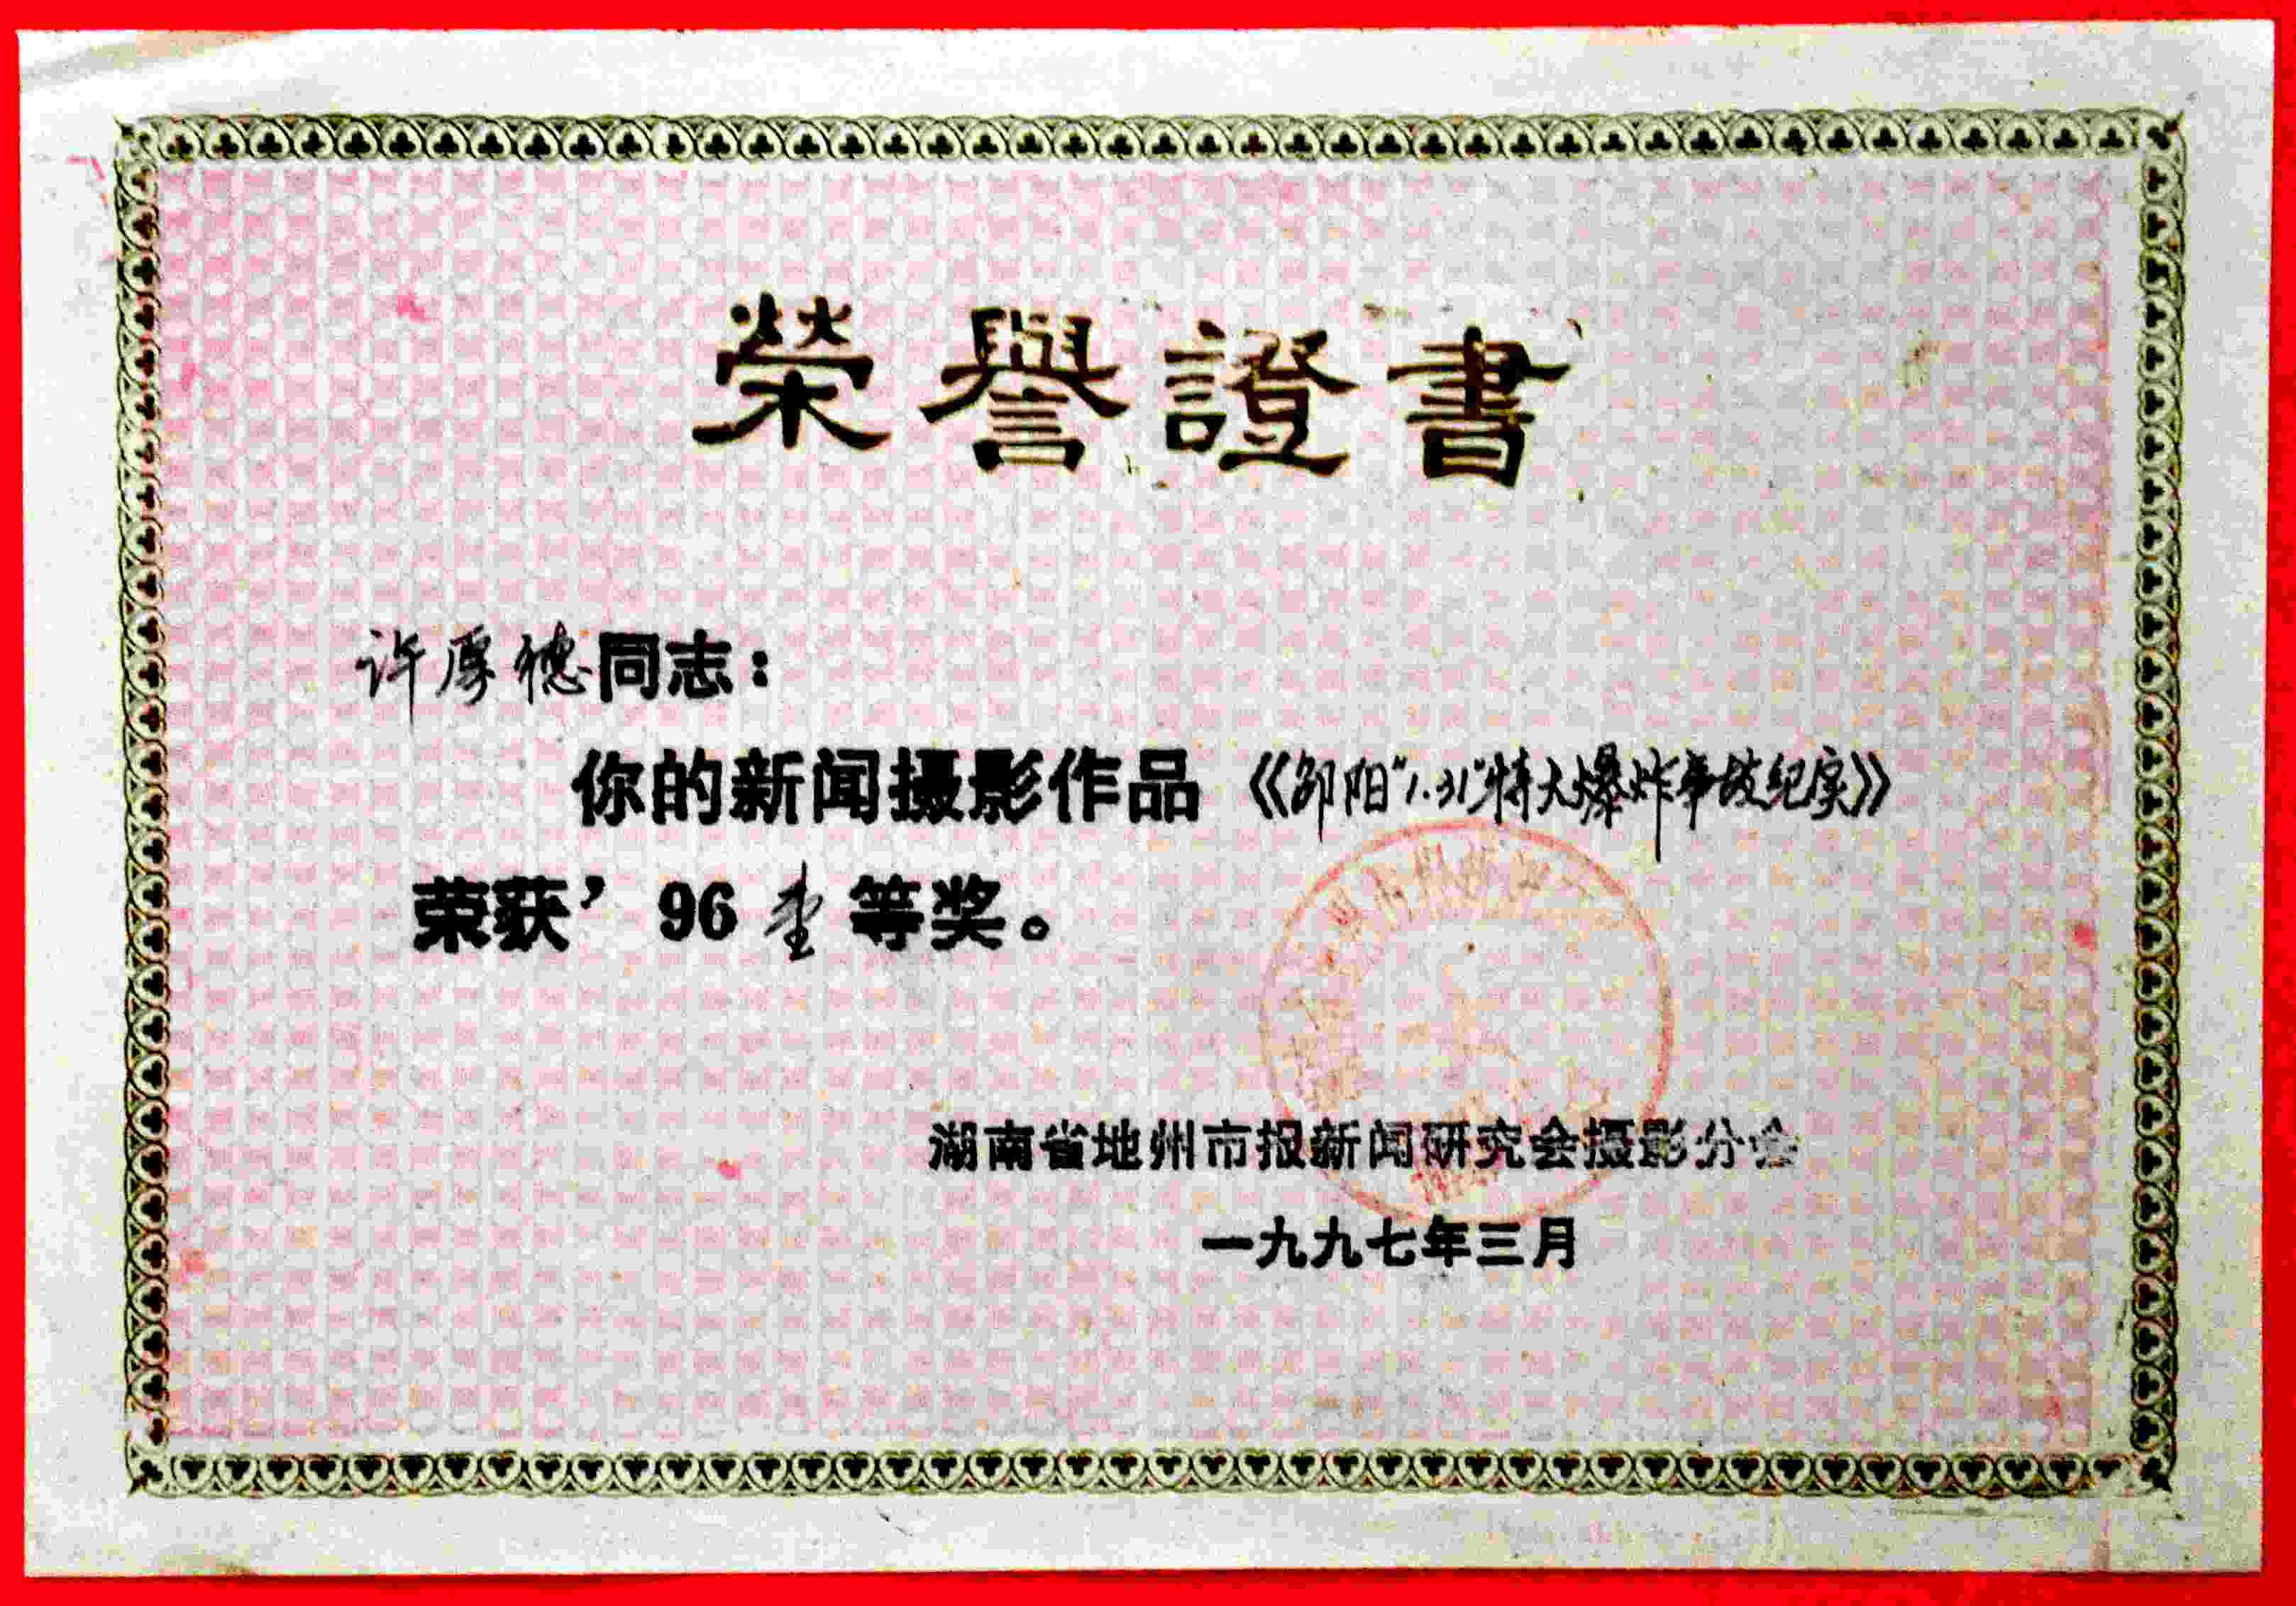 榮譽證書
许厚德同志：
你的新闻摄影作品《邵阳"1.31"特大爆炸事故纪实》
荣获’96 壹等奖。
湖南省地州市报新闻研究会摄影分会
一九九七年三月